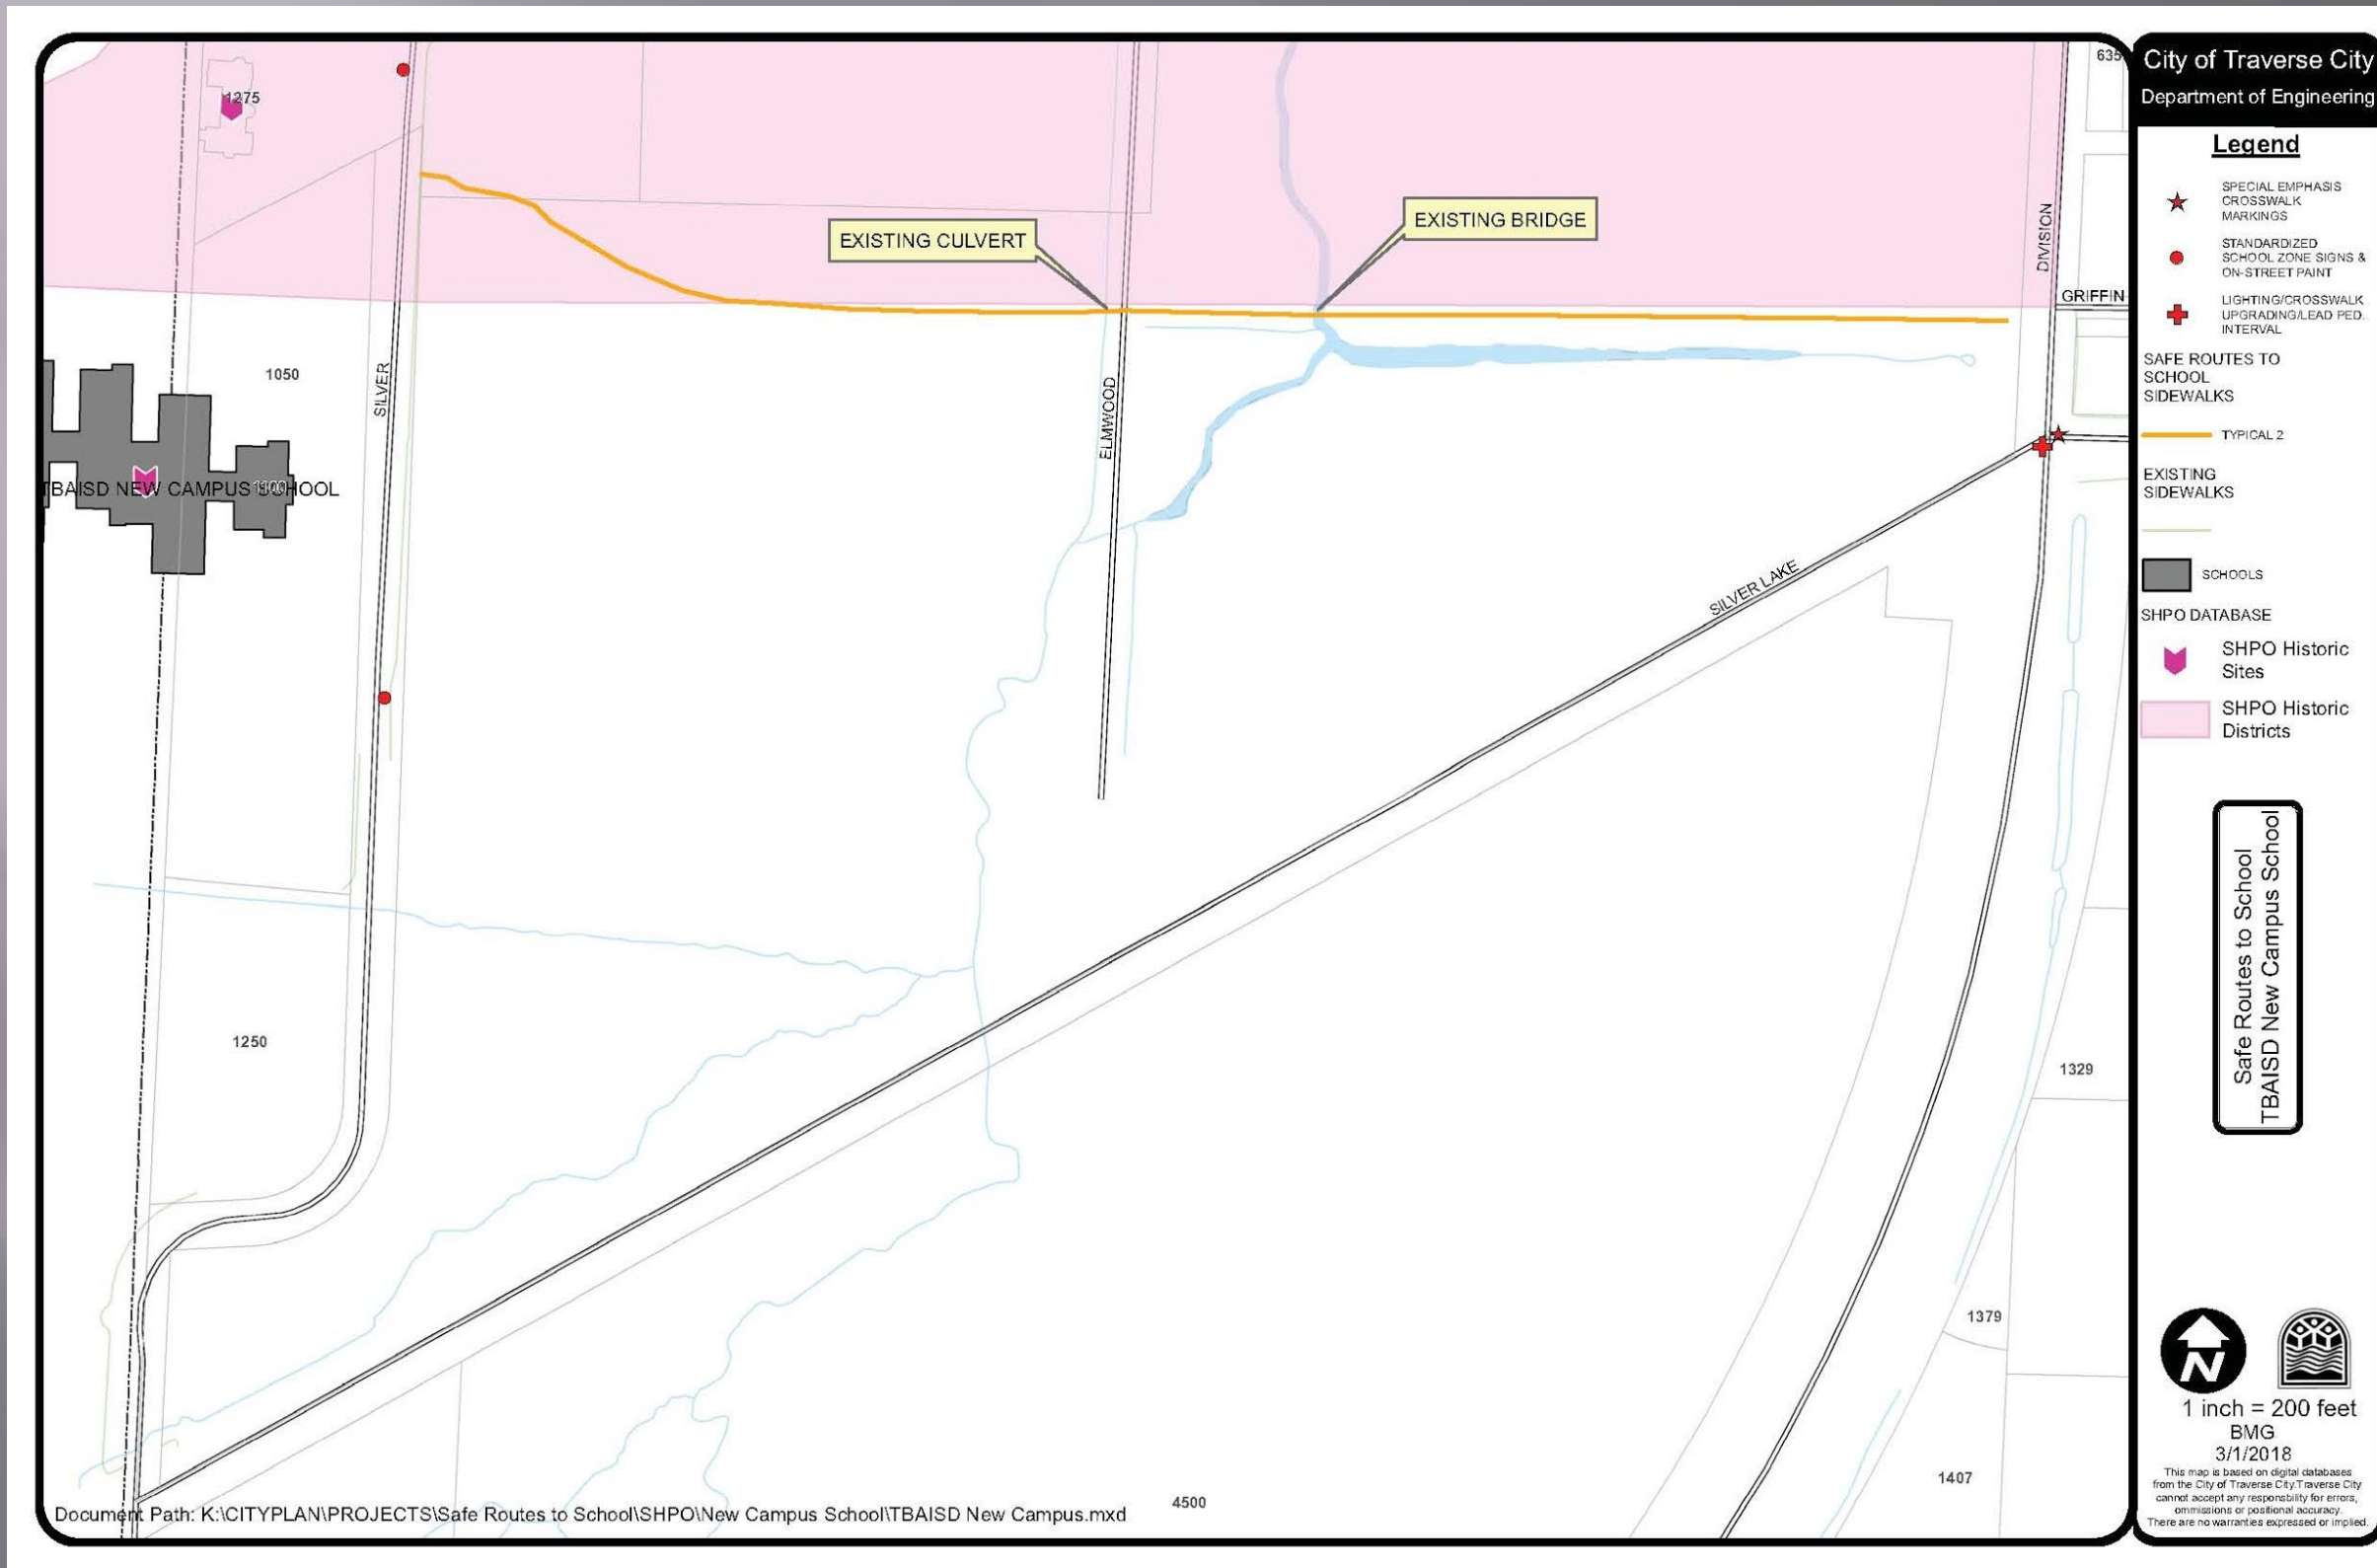 1275
635
EXISTING CULVERT
EXISTING BRIDGE
DIVISION
GRIFFIN
1050
SILVER
ELMWOOD
TBAISD NEW CAMPUS SCHOOL
SILVER LAKE
1250
1329
1379
1407
4500
Document Path: K:\CITYPLAN\PROJECTS\Safe Routes to School\SHPO\New Campus School\TBAISD New Campus.mxd
City of Traverse City
Department of Engineering
Legend
SPECIAL EMPHASIS
CROSSWALK
MARKINGS
STANDARDIZED
SCHOOL ZONE SIGNS &
ON-STREET PAINT
LIGHTING/CROSSWALK
UPGRADING/LEAD PED.
INTERVAL
SAFE ROUTES TO
SCHOOL
SIDEWALKS
TYPICAL 2
EXISTING
SIDEWALKS
SCHOOLS
SHPO DATABASE
SHPO Historic
Sites
SHPO Historic
Districts
Safe Routes to School
TBAISD New Campus School
N
1 inch = 200 feet
BMG
3/1/2018
This map is based on digital databases
from the City of Traverse City.Traverse City
cannot accept any responsbility for errors,
ommissions or positional accuracy.
There are no warranties expressed or implied.